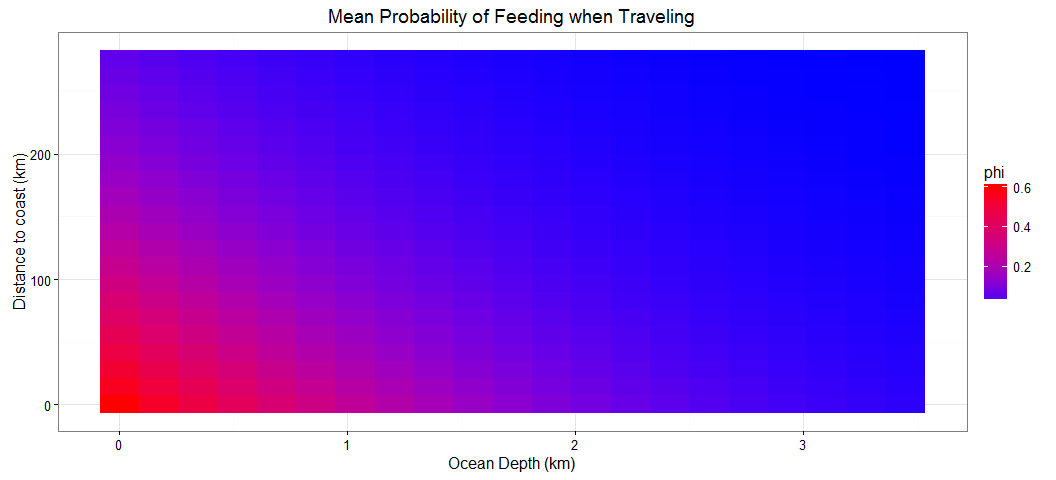 Mean Probability of Feeding when Traveling
Distance to coast (km)
200
100
0
0 1 2 3
Ocean Depth (km)
phi
0.6
0.4
0.2